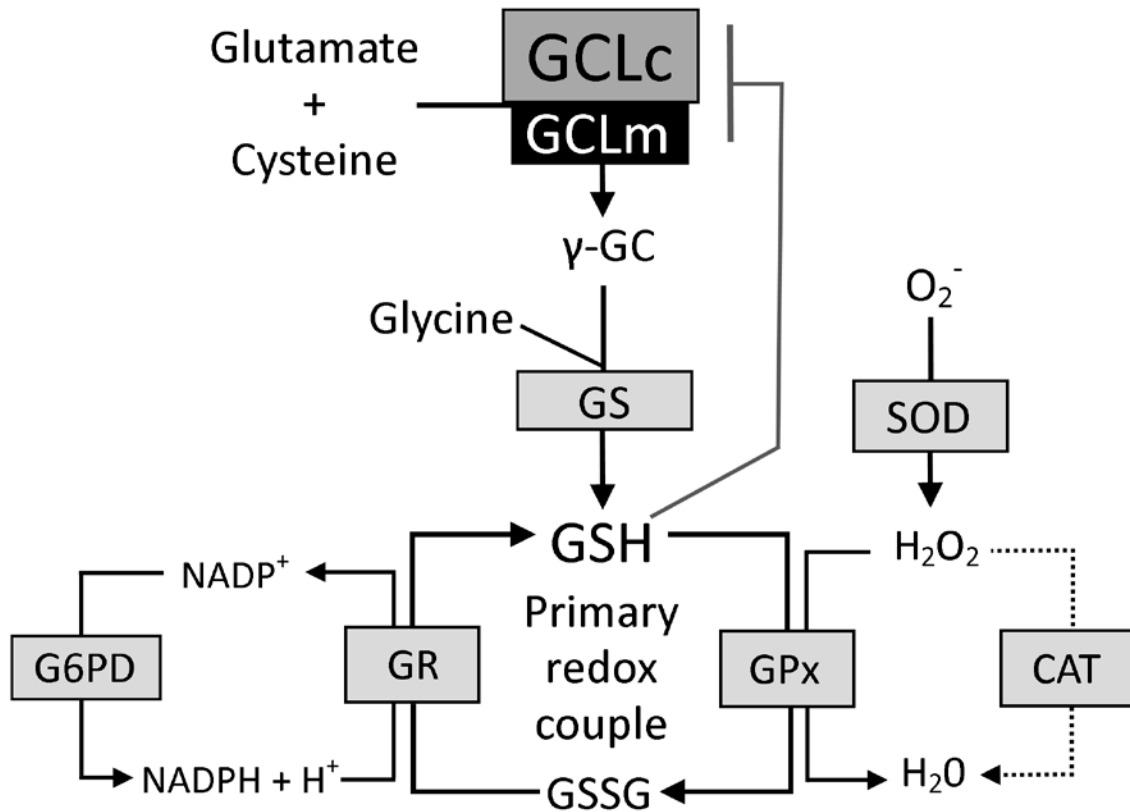 Glutamate
+
Cysteine
GCLc
GCLm
γ-GC
Glycine
GS
O₂⁻
SOD
GSH
H₂O₂
NADP⁺
Primary
redox
couple
G6PD
GR
GPx
CAT
NADPH + H⁺
GSSG
H₂0